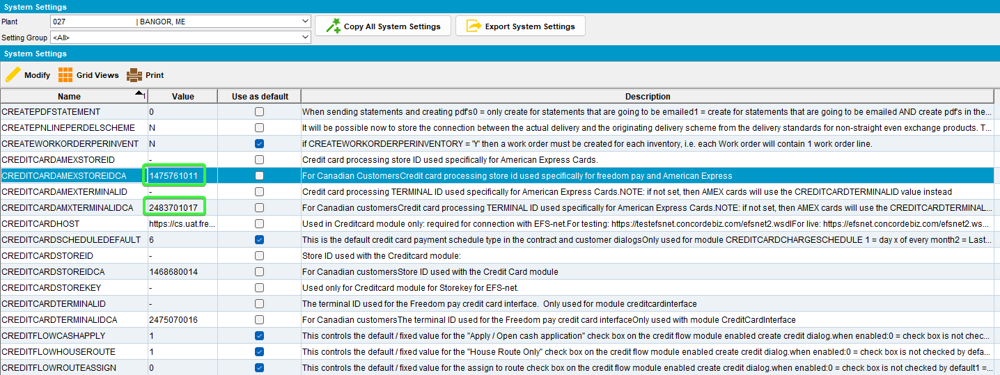 System Settings
Plant 027 | BANGOR, ME Copy All System Settings Export System Settings
Setting Group <All>
System Settings
Modify Grid Views Print
Name 1 Value Use as default Description
CREATEPDFSTATEMENT 0 When sending statements and creating pdf's0 = only create for statements that are going to be emailed1 = create for statements that are going to be emailed AND create pdf's in the...
CREATEPNLINEPERDELSCHEME N It will be possible now to store the connection between the actual delivery and the originating delivery scheme from the delivery standards for non-straight even exchange products. T...
CREATEWORKORDERPERINVENT N if CREATEWORKORDERPERINVENTORY = 'Y' then a work order must be created for each inventory, i.e. each Work order will contain 1 work order line.
CREDITCARDAMEXSTOREID - Credit card processing store ID used specifically for American Express Cards.
CREDITCARDAMEXSTOREIDCA 1475761011 For Canadian CustomersCredit card processing store id used specifically for freedom pay and American Express
CREDITCARDAMEXTERMINALID - Credit card processing TERMINAL ID used specifically for American Express Cards.NOTE: if not set, then AMEX cards will use the CREDITCARDTERMINALID value instead
CREDITCARDAMXTERMINALIDCA 2483701017 For Canadian customersCredit card processing TERMINAL ID used specifically for American Express Cards.NOTE: if not set, then AMEX cards will use the CREDITCARDTERMINAL...
CREDITCARDHOST https://cs.uat.fre... Used in Creditcard module only: required for connection with EFS-net.For testing: https://testefsnet.concordebiz.com/efsnet2.wsdlFor live: https://efsnet.concordebiz.com/efsnet2.ws...
CREDITCARDSCHEDULEDEFAULT 6 This is the default credit card payment schedule type in the contract and customer dialogsOnly used for module CREDITCARDCHARGESCHEDULE 1 = day x of every month2 = Last...
CREDITCARDSTOREID - Store ID used with the Creditcard module:
CREDITCARDSTOREIDCA 1468680014 For Canadian customersStore ID used with the Credit Card module
CREDITCARDSTOREKEY - Used only for Creditcard module for Storekey for EFS-net.
CREDITCARDTERMINALID - The terminal ID used for the Freedom pay credit card interface. Only used for module creditcardinterface
CREDITCARDTERMINALIDCA 2475070016 For Canadian customersThe terminal ID used for the Freedom pay credit card interfaceOnly used with module CreditCardInterface
CREDITFLOWCASHAPPLY 1 This controls the default / fixed value for the "Apply / Open cash application" check box on the credit flow module enabled create credit dialog.when enabled:0 = check box is not chec...
CREDITFLOWHOUSEROUTE 1 This controls the default / fixed value for the "House Route Only" check box on the credit flow module enabled create credit dialog.when enabled:0 = check box is not checked by defa...
CREDITFLOWROUTEASSIGN 0 This controls the default / fixed value for the assign to route check box on the credit flow module enabled create credit dialog.when enabled:0 = check box is not checked by default1 =...